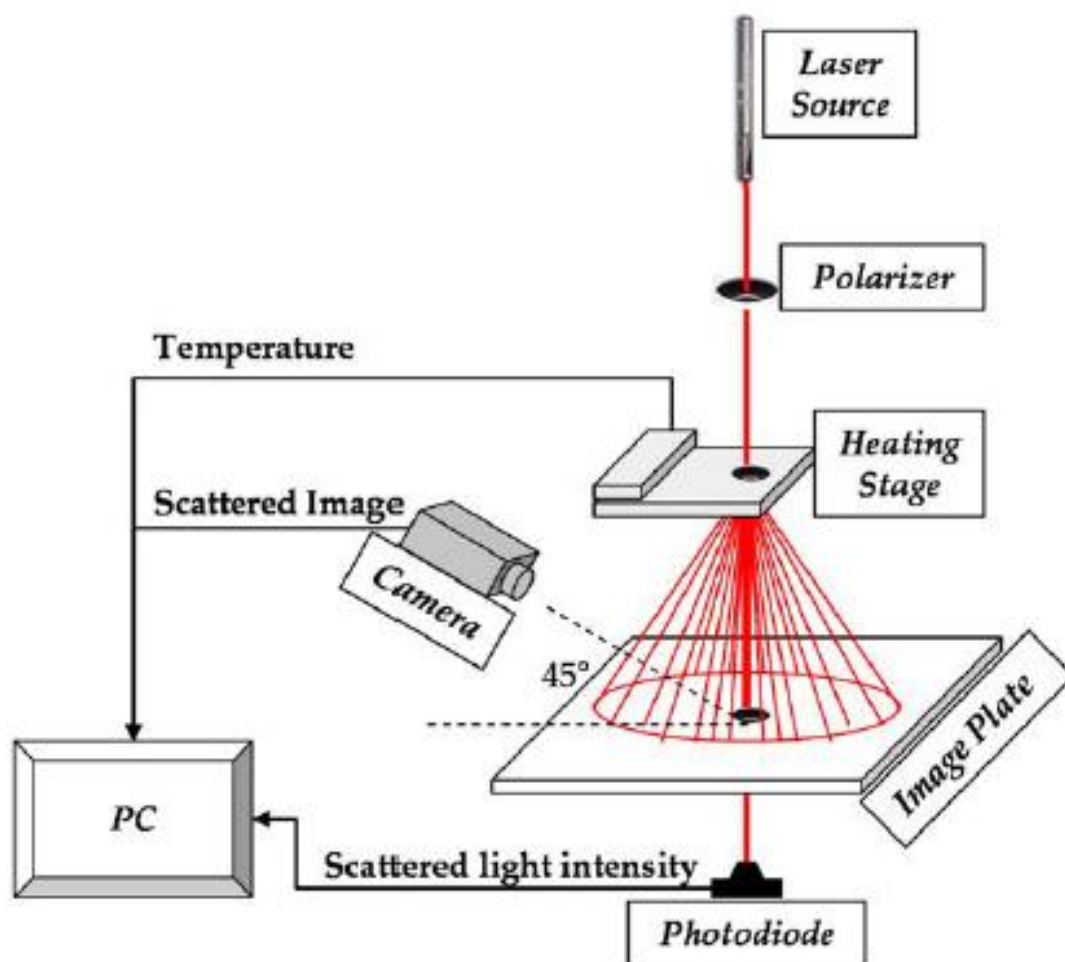 Laser
Source
Polarizer
Temperature
Heating
Stage
Scattered Image
Camera
45°
Image Plate
PC
Scattered light intensity
Photodiode